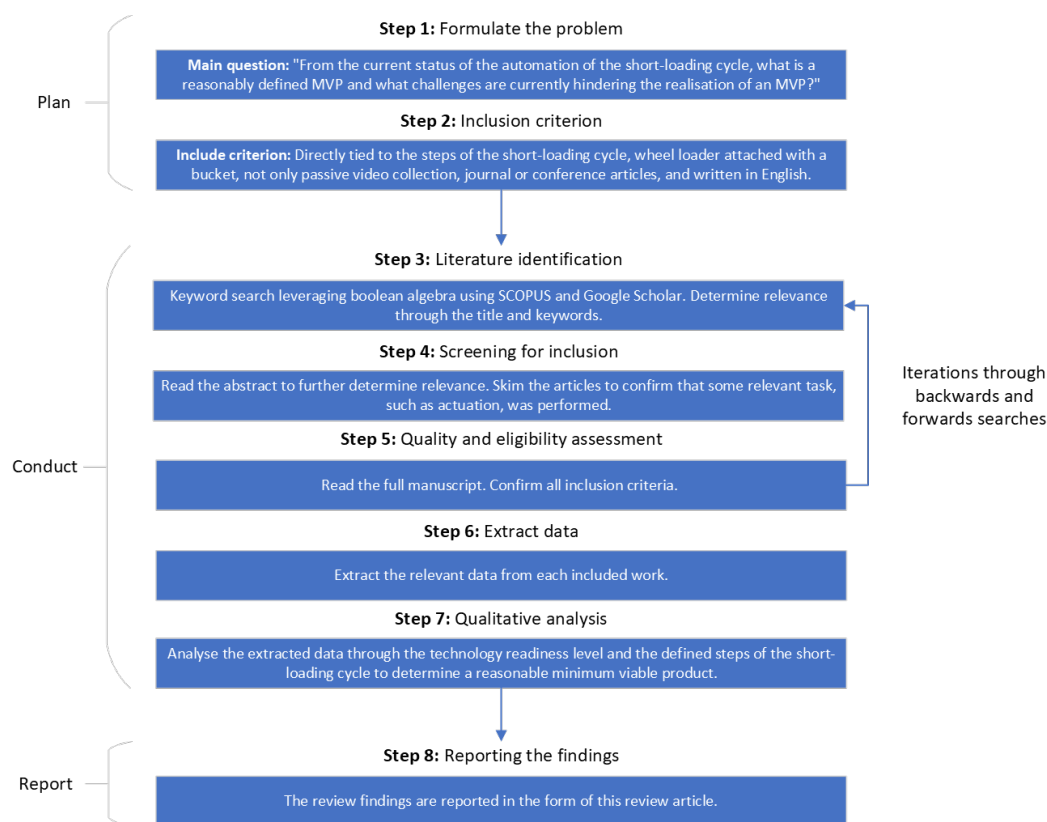 Step 1: Formulate the problem
Main question: "From the current status of the automation of the short-loading cycle, what is a
reasonably defined MVP and what challenges are currently hindering the realisation of an MVP?"
Plan
Step 2: Inclusion criterion
Include criterion: Directly tied to the steps of the short-loading cycle, wheel loader attached with a
bucket, not only passive video collection, journal or conference articles, and written in English.
Step 3: Literature identification
Keyword search leveraging boolean algebra using SCOPUS and Google Scholar. Determine relevance
through the title and keywords.
Step 4: Screening for inclusion
Read the abstract to further determine relevance. Skim the articles to confirm that some relevant task,
such as actuation, was performed.
Iterations through
backwards and
forwards searches
Step 5: Quality and eligibility assessment
Conduct
Read the full manuscript. Confirm all inclusion criteria.
Step 6: Extract data
Extract the relevant data from each included work.
Step 7: Qualitative analysis
Analyse the extracted data through the technology readiness level and the defined steps of the short-
loading cycle to determine a reasonable minimum viable product.
Step 8: Reporting the findings
Report
The review findings are reported in the form of this review article.